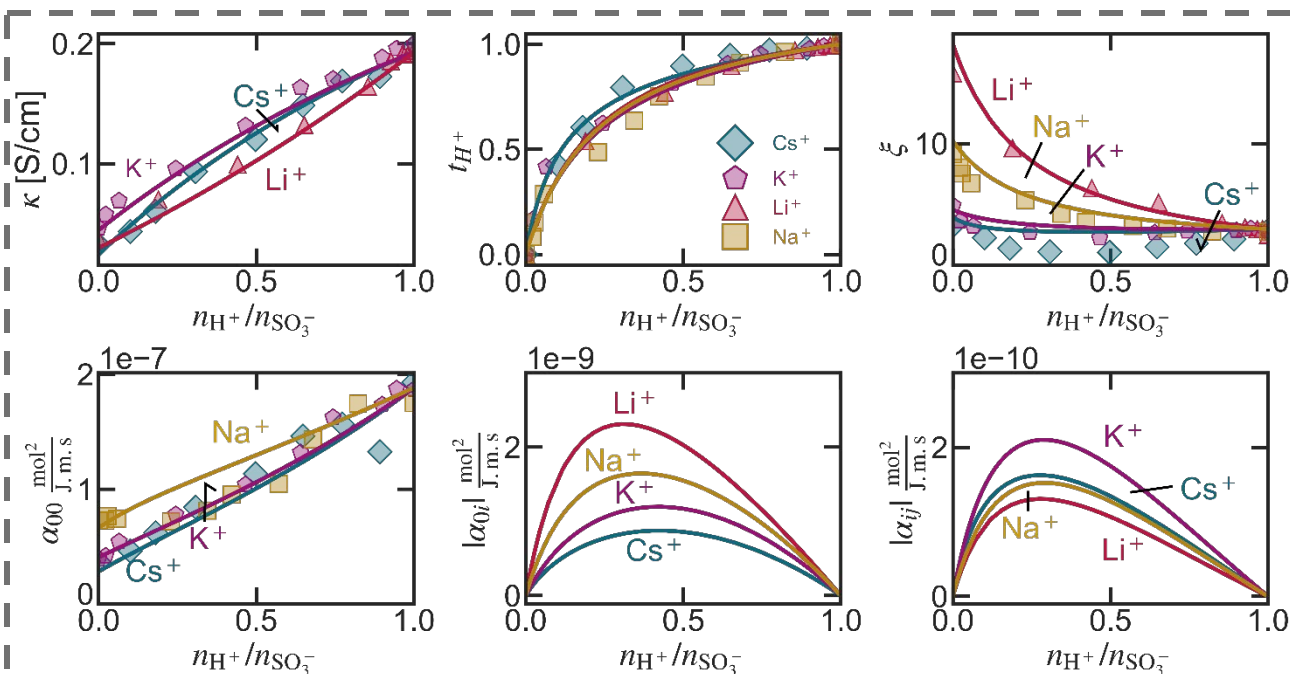 κ [S/cm]
0.2
0.1
K⁺
Cs⁺
Li⁺
0.0
0.5
1.0
n_H⁺/n_SO₃⁻
t_H⁺
1.0
0.5
0.0
Cs⁺
K⁺
Li⁺
Na⁺
0.0
0.5
1.0
n_H⁺/n_SO₃⁻
ξ
10
0
Li⁺
Na⁺
K⁺
Cs⁺
0.0
0.5
1.0
n_H⁺/n_SO₃⁻
1e-7
α₀₀ mol²/J.m.s
2
1
0
Na⁺
K⁺
Cs⁺
0.0
0.5
1.0
n_H⁺/n_SO₃⁻
1e-9
|α₀ᵢ| mol²/J.m.s
2
0
Li⁺
Na⁺
K⁺
Cs⁺
0.0
0.5
1.0
n_H⁺/n_SO₃⁻
1e-10
|αᵢⱼ| mol²/J.m.s
2
0
K⁺
Cs⁺
Na⁺
Li⁺
0.0
0.5
1.0
n_H⁺/n_SO₃⁻